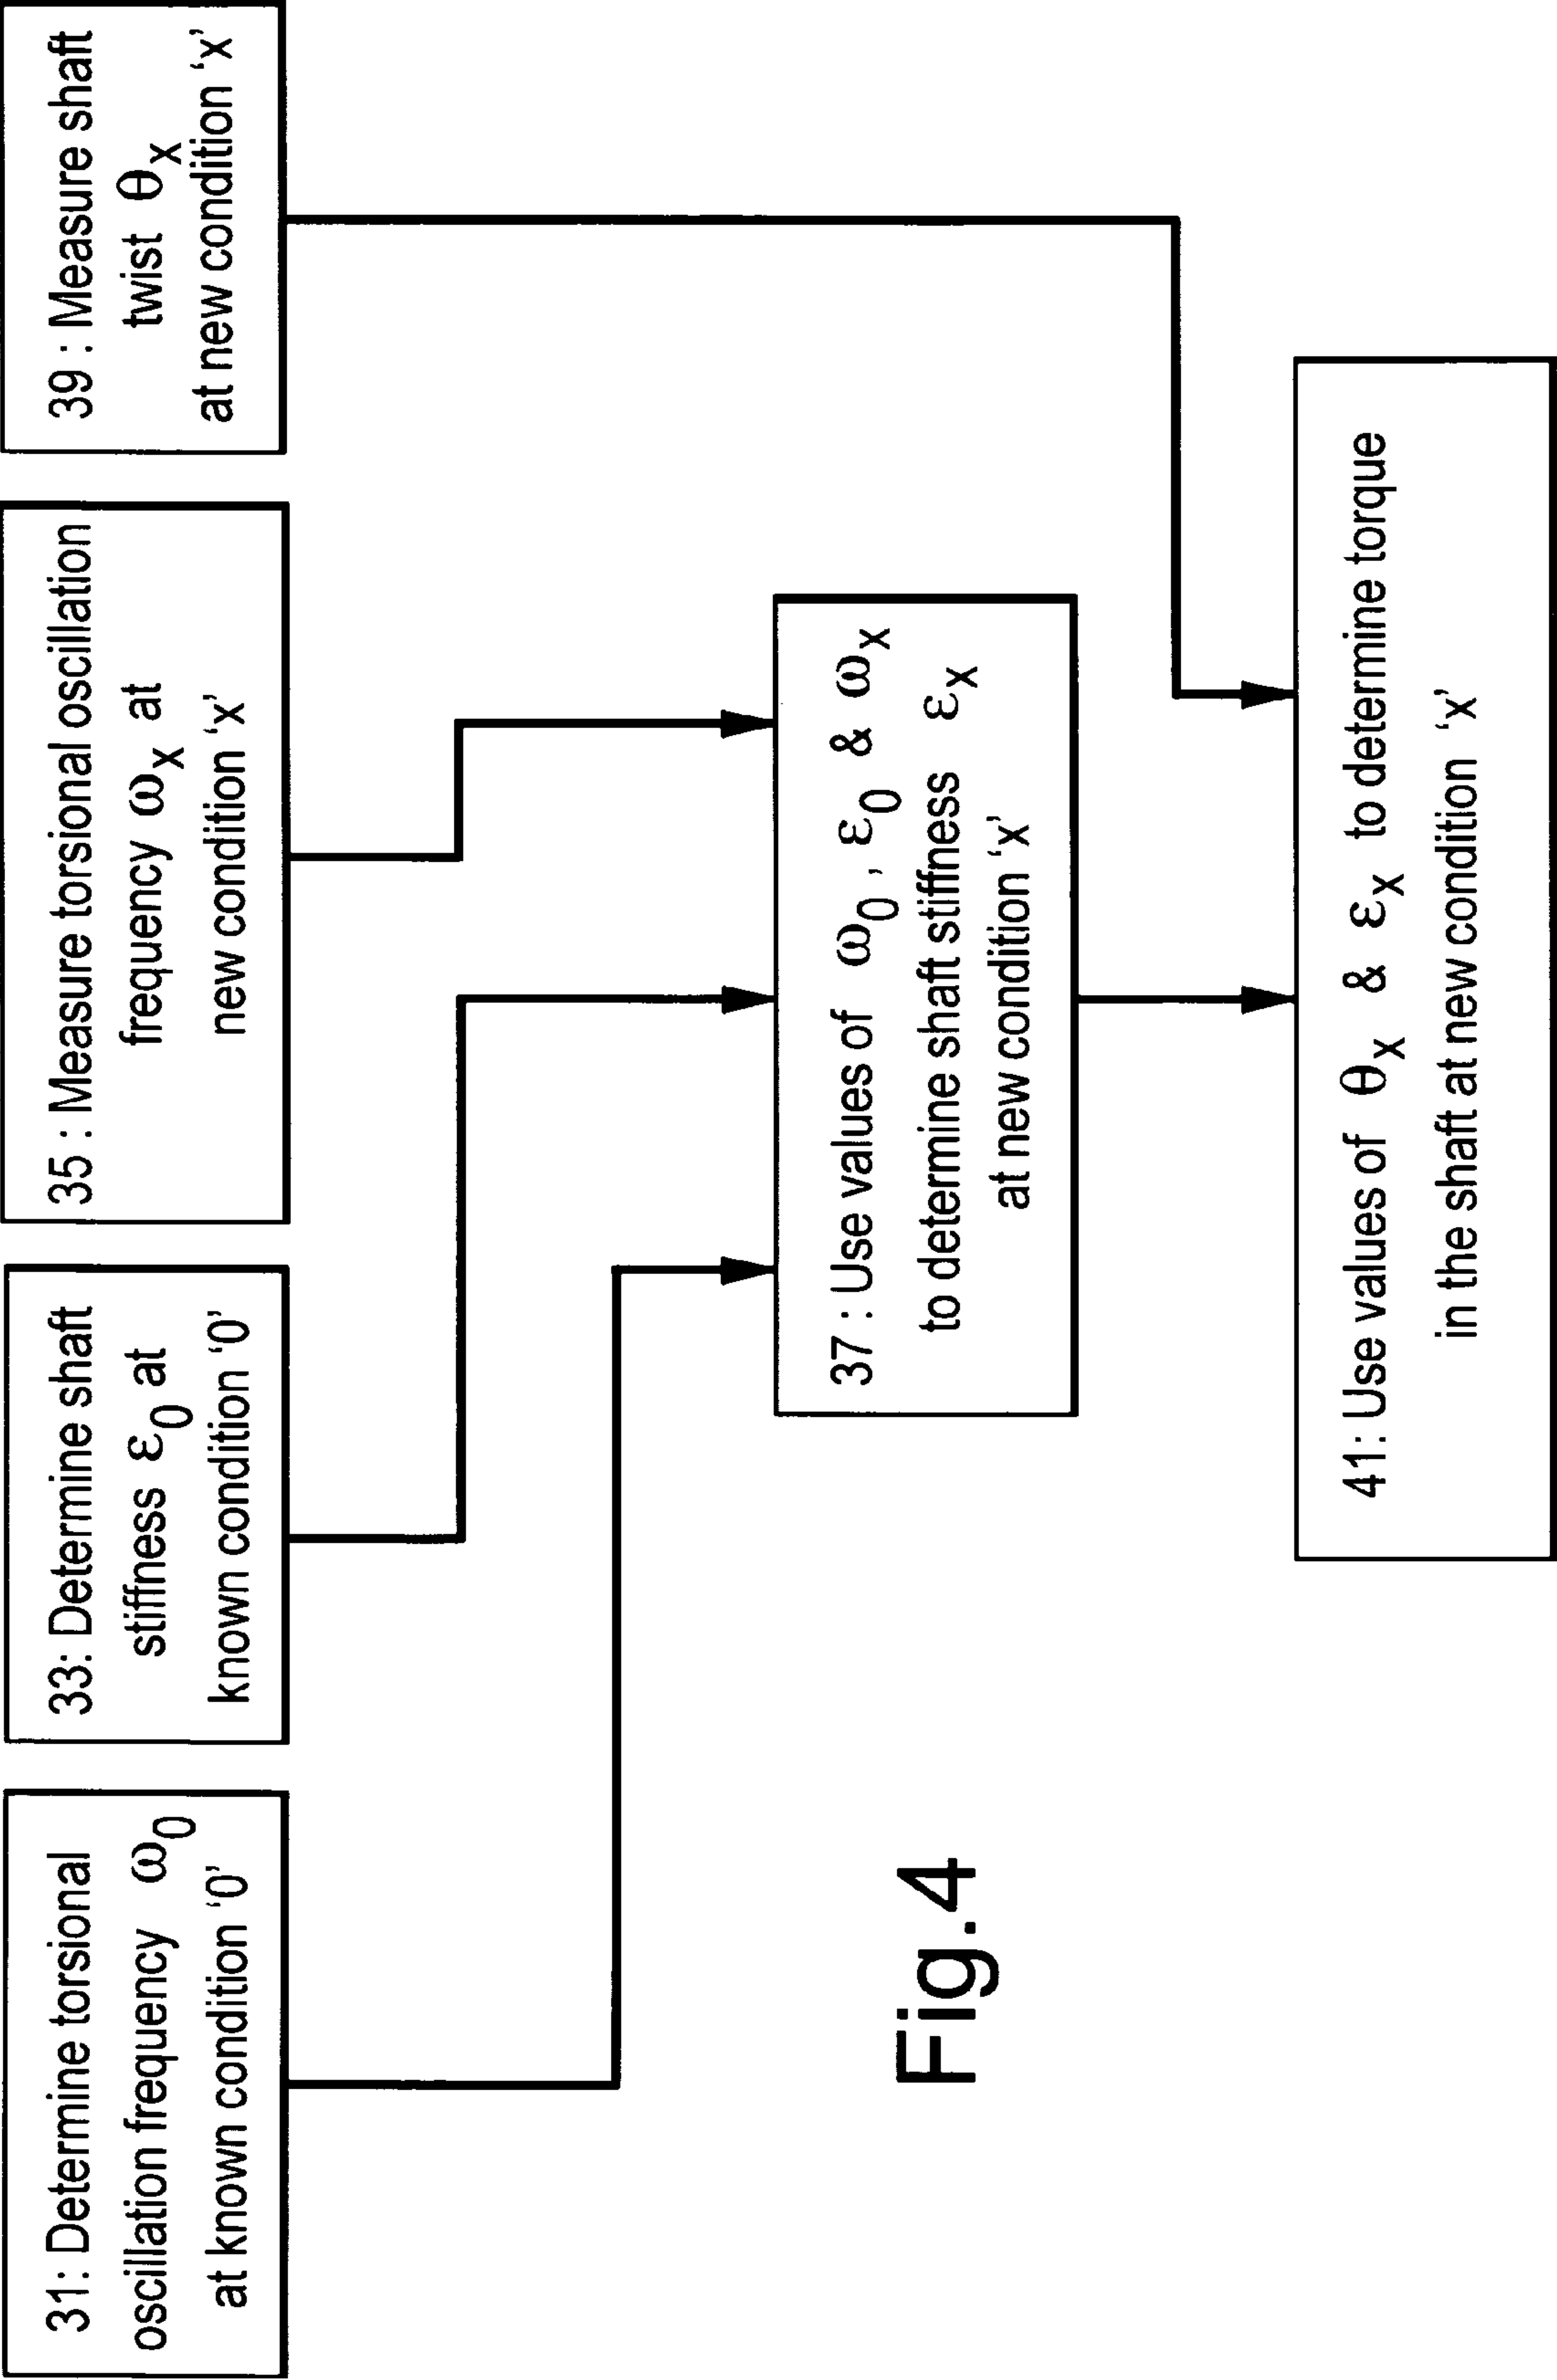 31: Determine torsional
oscillation frequency ω0
at known condition ‘0’
33: Determine shaft
stiffness ε0 at
known condition ‘0’
35 : Measure torsional oscillation
frequency ωx at
new condition ‘x’
39 : Measure shaft
twist θx
at new condition ‘x’
37 : Use values of ω0 , ε0 & ωx
to determine shaft stiffness εx
at new condition ‘x’
41: Use values of θx & εx to determine torque
in the shaft at new condition ‘x’
Fig.4